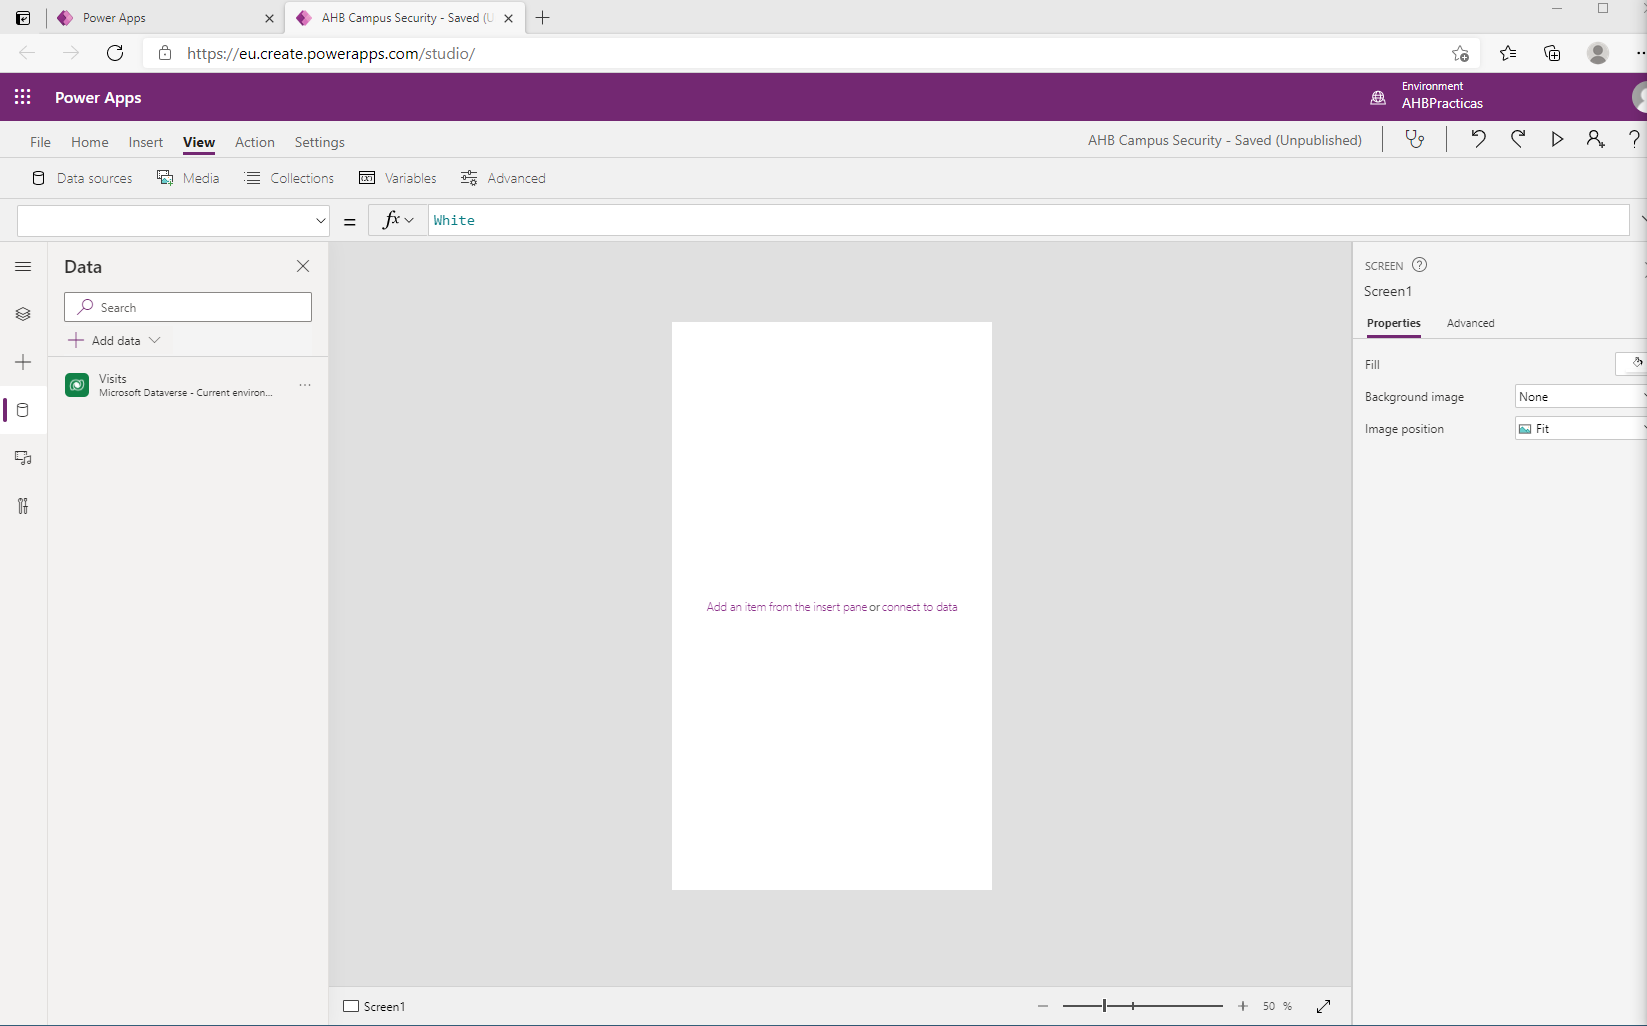 Power Apps
AHB Campus Security - Saved (U
https://eu.create.powerapps.com/studio/
Power Apps
Environment
AHBPracticas
File Home Insert View Action Settings
AHB Campus Security - Saved (Unpublished)
Data sources Media Collections Variables Advanced
= fx White
Data
Search
Add data
Visits
Microsoft Dataverse - Current environ...
Add an item from the insert pane or connect to data
SCREEN
Screen1
Properties Advanced
Fill
Background image None
Image position Fit
Screen1
50 %